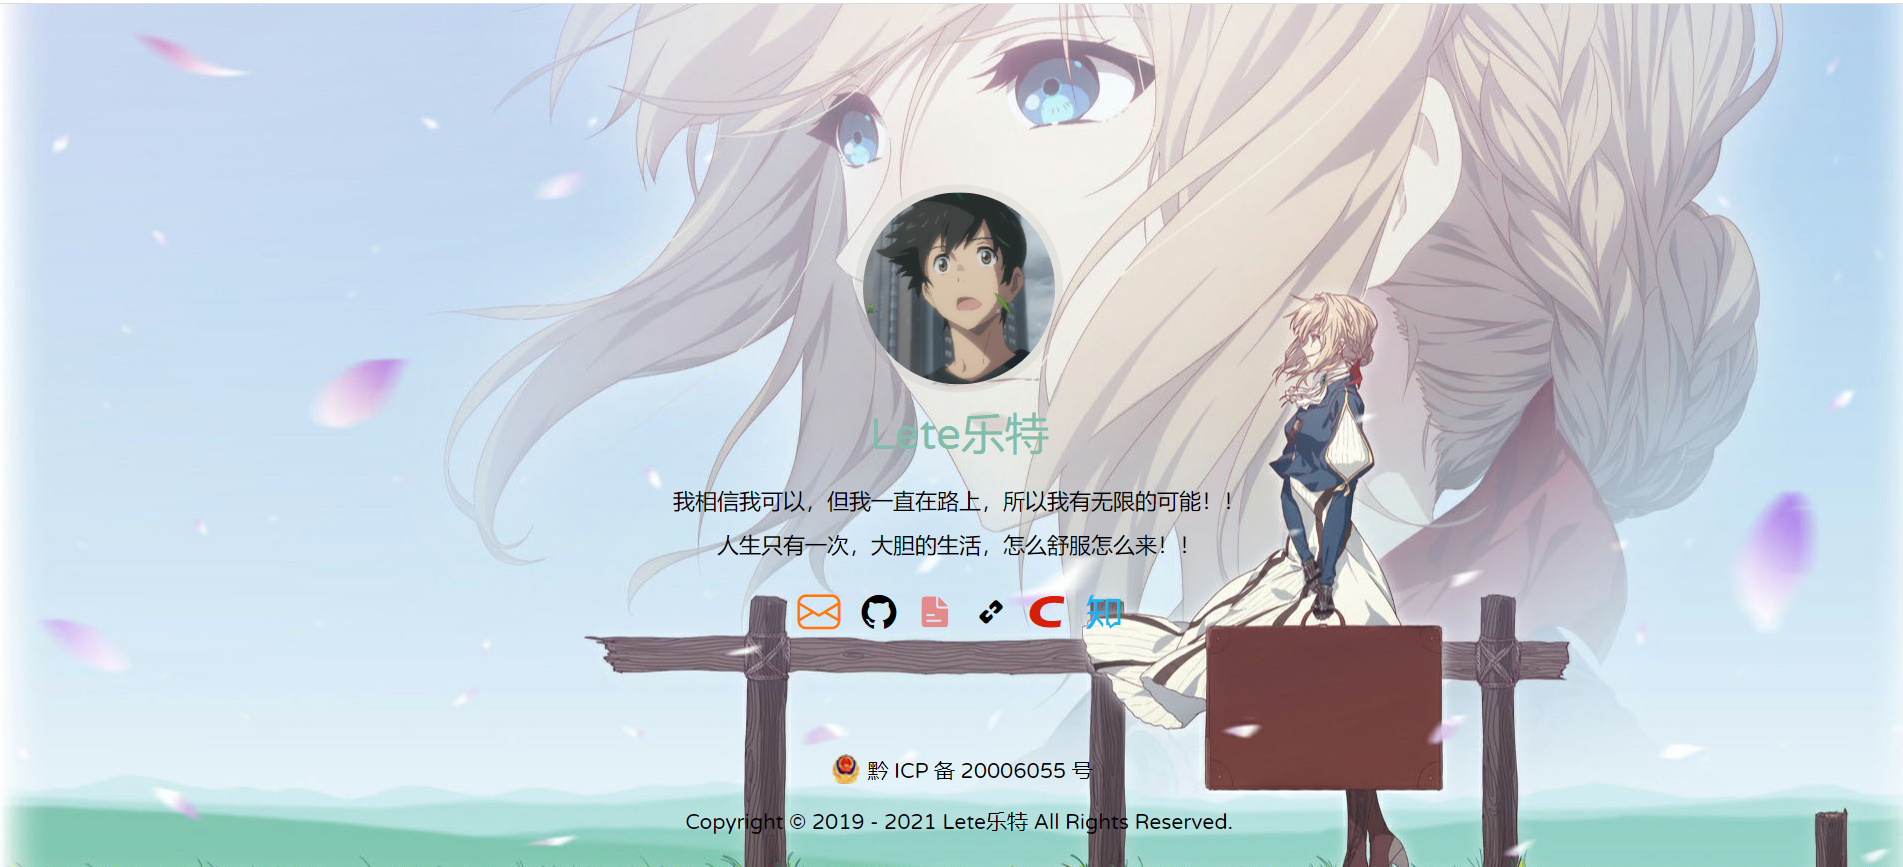 Lete乐特
我相信我可以，但我一直在路上，所以我有无限的可能！！
人生只有一次，大胆的生活，怎么舒服怎么来！！
知
黔 ICP 备 20006055 号
Copyright © 2019 - 2021 Lete乐特 All Rights Reserved.